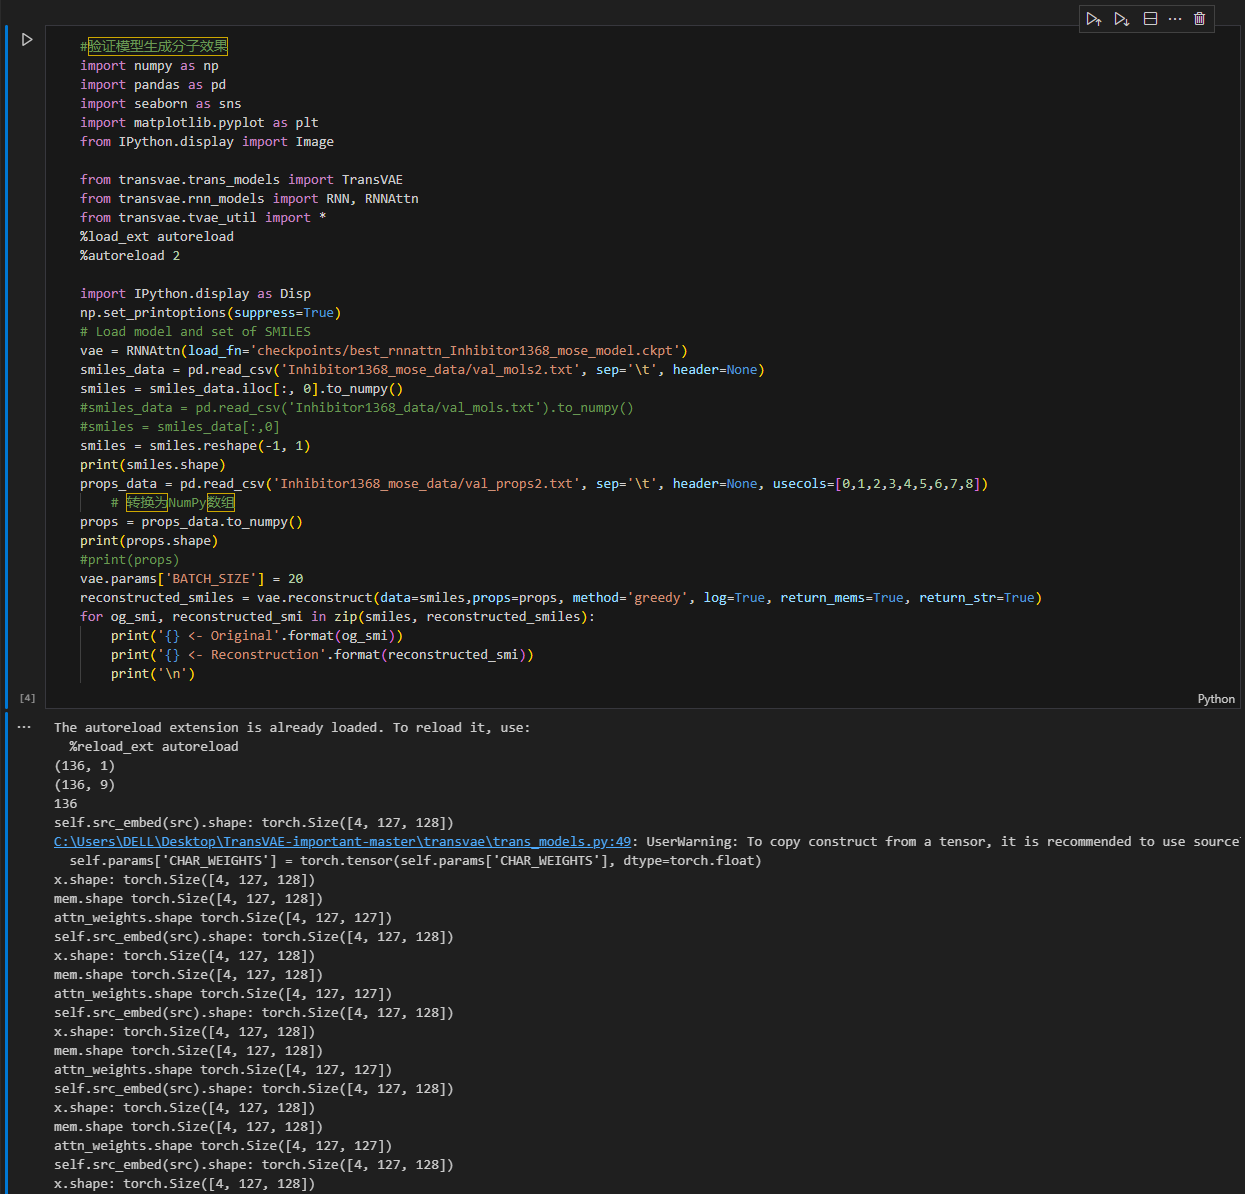 #验证模型生成分子效果
import numpy as np
import pandas as pd
import seaborn as sns
import matplotlib.pyplot as plt
from IPython.display import Image
from transvae.trans_models import TransVAE
from transvae.rnn_models import RNN, RNNAttn
from transvae.tvae_util import *
%load_ext autoreload
%autoreload 2
import IPython.display as Disp
np.set_printoptions(suppress=True)
# Load model and set of SMILES
vae = RNNAttn(load_fn='checkpoints/best_rnnattn_Inhibitor1368_mose_model.ckpt')
smiles_data = pd.read_csv('Inhibitor1368_mose_data/val_mols2.txt', sep='\t', header=None)
smiles = smiles_data.iloc[:, 0].to_numpy()
#smiles_data = pd.read_csv('Inhibitor1368_data/val_mols.txt').to_numpy()
#smiles = smiles_data[:,0]
smiles = smiles.reshape(-1, 1)
print(smiles.shape)
props_data = pd.read_csv('Inhibitor1368_mose_data/val_props2.txt', sep='\t', header=None, usecols=[0,1,2,3,4,5,6,7,8])
    # 转换为NumPy数组
props = props_data.to_numpy()
print(props.shape)
#print(props)
vae.params['BATCH_SIZE'] = 20
reconstructed_smiles = vae.reconstruct(data=smiles,props=props, method='greedy', log=True, return_mems=True, return_str=True)
for og_smi, reconstructed_smi in zip(smiles, reconstructed_smiles):
    print('{} <- Original'.format(og_smi))
    print('{} <- Reconstruction'.format(reconstructed_smi))
    print('\n')
[4]
Python
... The autoreload extension is already loaded. To reload it, use:
  %reload_ext autoreload
(136, 1)
(136, 9)
136
self.src_embed(src).shape: torch.Size([4, 127, 128])
C:\Users\DELL\Desktop\TransVAE-important-master\transvae\trans_models.py:49: UserWarning: To copy construct from a tensor, it is recommended to use source
  self.params['CHAR_WEIGHTS'] = torch.tensor(self.params['CHAR_WEIGHTS'], dtype=torch.float)
x.shape: torch.Size([4, 127, 128])
mem.shape torch.Size([4, 127, 128])
attn_weights.shape torch.Size([4, 127, 127])
self.src_embed(src).shape: torch.Size([4, 127, 128])
x.shape: torch.Size([4, 127, 128])
mem.shape torch.Size([4, 127, 128])
attn_weights.shape torch.Size([4, 127, 127])
self.src_embed(src).shape: torch.Size([4, 127, 128])
x.shape: torch.Size([4, 127, 128])
mem.shape torch.Size([4, 127, 128])
attn_weights.shape torch.Size([4, 127, 127])
self.src_embed(src).shape: torch.Size([4, 127, 128])
x.shape: torch.Size([4, 127, 128])
mem.shape torch.Size([4, 127, 128])
attn_weights.shape torch.Size([4, 127, 127])
self.src_embed(src).shape: torch.Size([4, 127, 128])
x.shape: torch.Size([4, 127, 128])